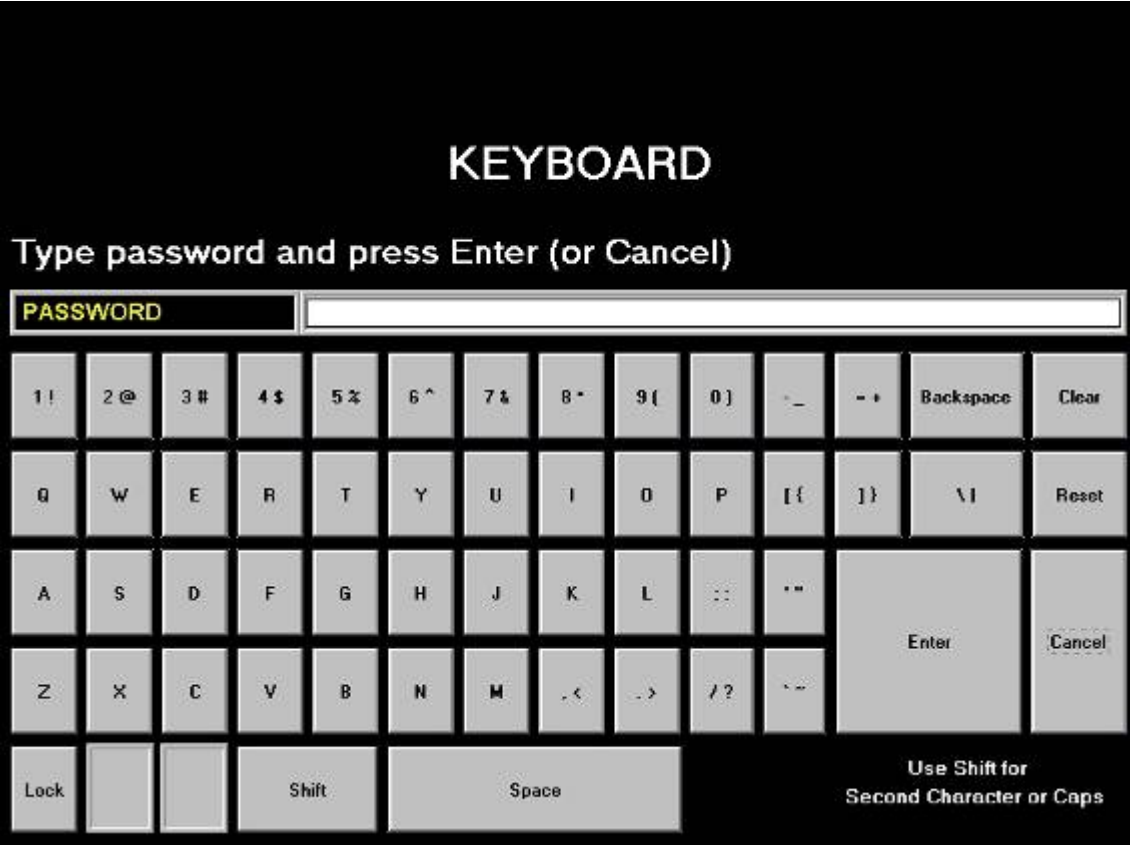 KEYBOARD
Type password and press Enter (or Cancel)
PASSWORD
1 ! 2 @ 3 # 4 $ 5 % 6 ^ 7 & 8 * 9 ( 0 ) - _ = + Backspace Clear
Q W E R T Y U I O P [ { ] } \ | Reset
A S D F G H J K L ; : ' " Enter Cancel
Z X C V B N M , < . > / ? ` ~
Lock Shift Space
Use Shift for
Second Character or Caps